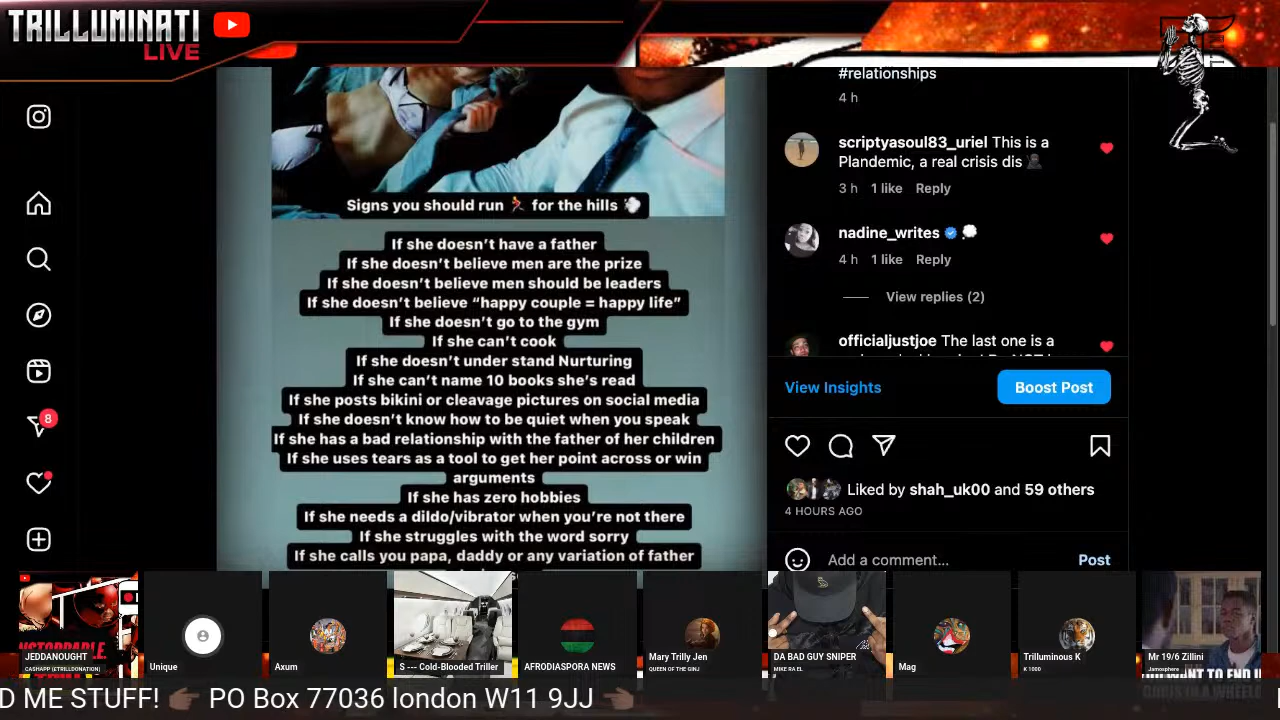 TRILLUMINATI
LIVE
Signs you should run 🏃 for the hills 💨
If she doesn’t have a father
If she doesn’t believe men are the prize
If she doesn’t believe men should be leaders
If she doesn’t believe “happy couple = happy life”
If she doesn’t go to the gym
If she can’t cook
If she doesn’t under stand Nurturing
If she can’t name 10 books she’s read
If she posts bikini or cleavage pictures on social media
If she doesn’t know how to be quiet when you speak
If she has a bad relationship with the father of her children
If she uses tears as a tool to get her point across or win
arguments
If she has zero hobbies
If she needs a dildo/vibrator when you’re not there
If she struggles with the word sorry
If she calls you papa, daddy or any variation of father
#relationships
4 h
scriptyasoul83_uriel This is a
Plandemic, a real crisis dis
3 h 1 like Reply
nadine_writes 💭
4 h 1 like Reply
View replies (2)
officialjustjoe The last one is a
View Insights
Boost Post
Liked by shah_uk00 and 59 others
4 HOURS AGO
Add a comment...
Post
8
JEDDANOUGHT
CASHAPP (£TRILLDONATION)
Unique
Axum
S --- Cold-Blooded Triller
AFRODIASPORA NEWS
Mary Trilly Jen
QUEEN OF THE GINJ
DA BAD GUY SNIPER
MIKE RA EL
Mag
Trilluminous K
K 1000
Mr 19/6 Zillini
Jamosphere
D ME STUFF! 👉🏾 PO Box 77036 london W11 9JJ 👈🏾